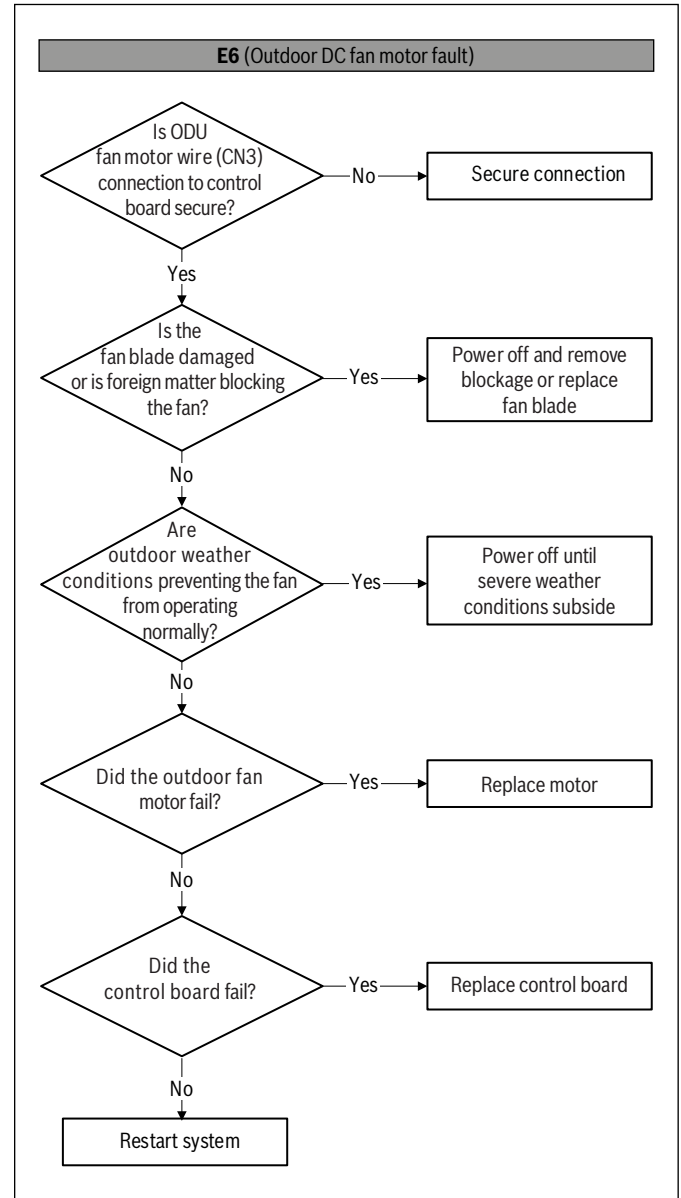 E6 (Outdoor DC fan motor fault)
Is ODU
fan motor wire (CN3)
connection to control
board secure?
No
Secure connection
Yes
Is the
fan blade damaged
or is foreign matter blocking
the fan?
Yes
Power off and remove
blockage or replace
fan blade
No
Are
outdoor weather
conditions preventing the fan
from operating
normally?
Yes
Power off until
severe weather
conditions subside
No
Did the outdoor fan
motor fail?
Yes
Replace motor
No
Did the
control board fail?
Yes
Replace control board
No
Restart system